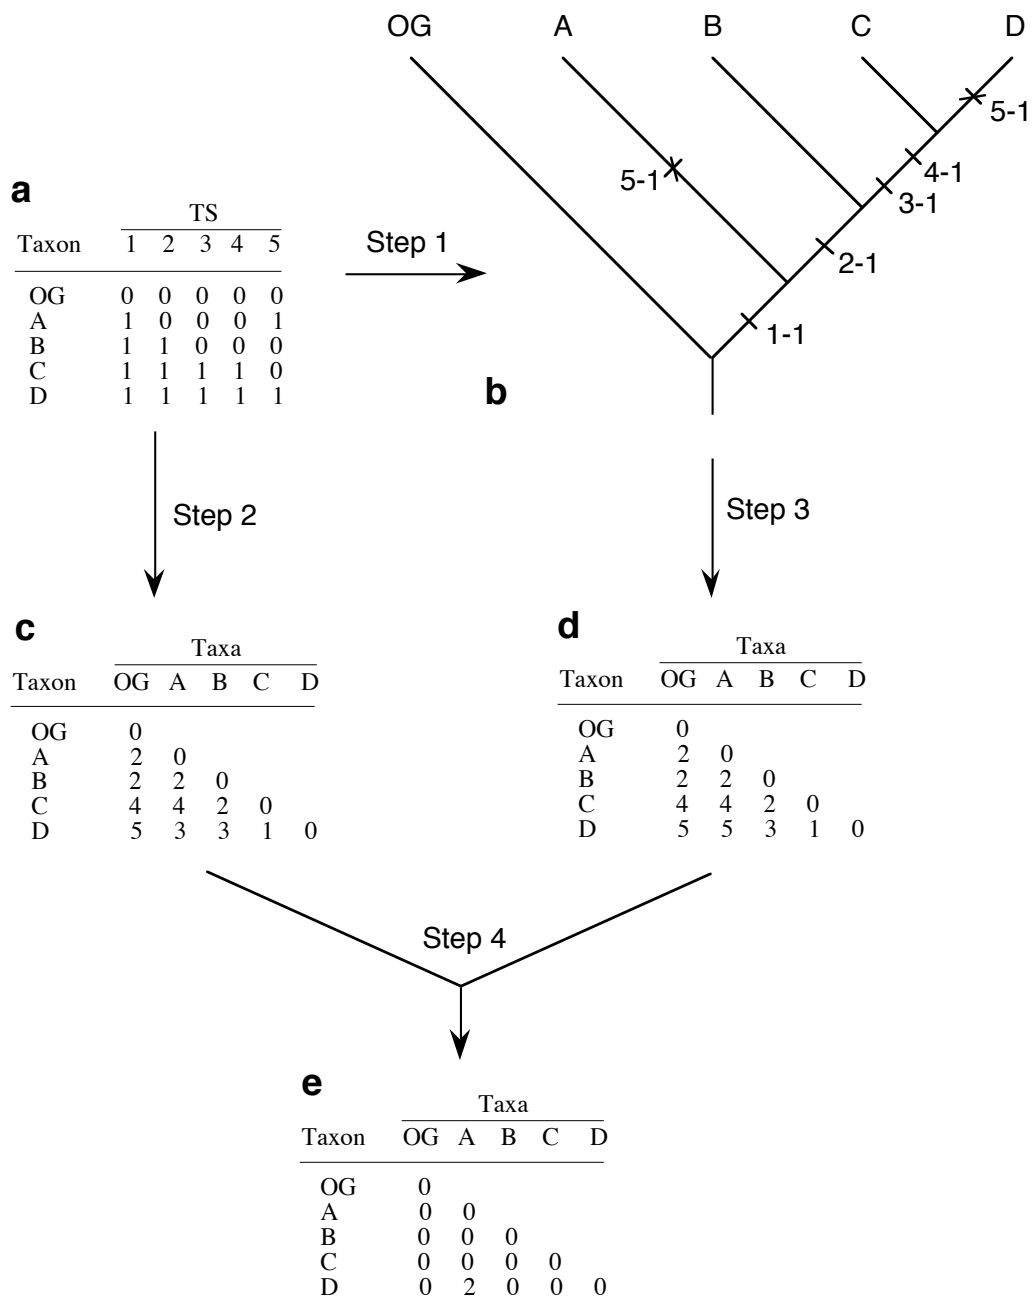 OG A B C D
5-1
5-1
4-1
3-1
2-1
1-1
a
TS
Taxon 1 2 3 4 5
OG 0 0 0 0 0
A 1 0 0 0 1
B 1 1 0 0 0
C 1 1 1 1 0
D 1 1 1 1 1
Step 1
b
Step 2
Step 3
c
Taxa
Taxon OG A B C D
OG 0
A 2 0
B 2 2 0
C 4 4 2 0
D 5 3 3 1 0
d
Taxa
Taxon OG A B C D
OG 0
A 2 0
B 2 2 0
C 4 4 2 0
D 5 5 3 1 0
Step 4
e
Taxa
Taxon OG A B C D
OG 0
A 0 0
B 0 0 0
C 0 0 0 0
D 0 2 0 0 0